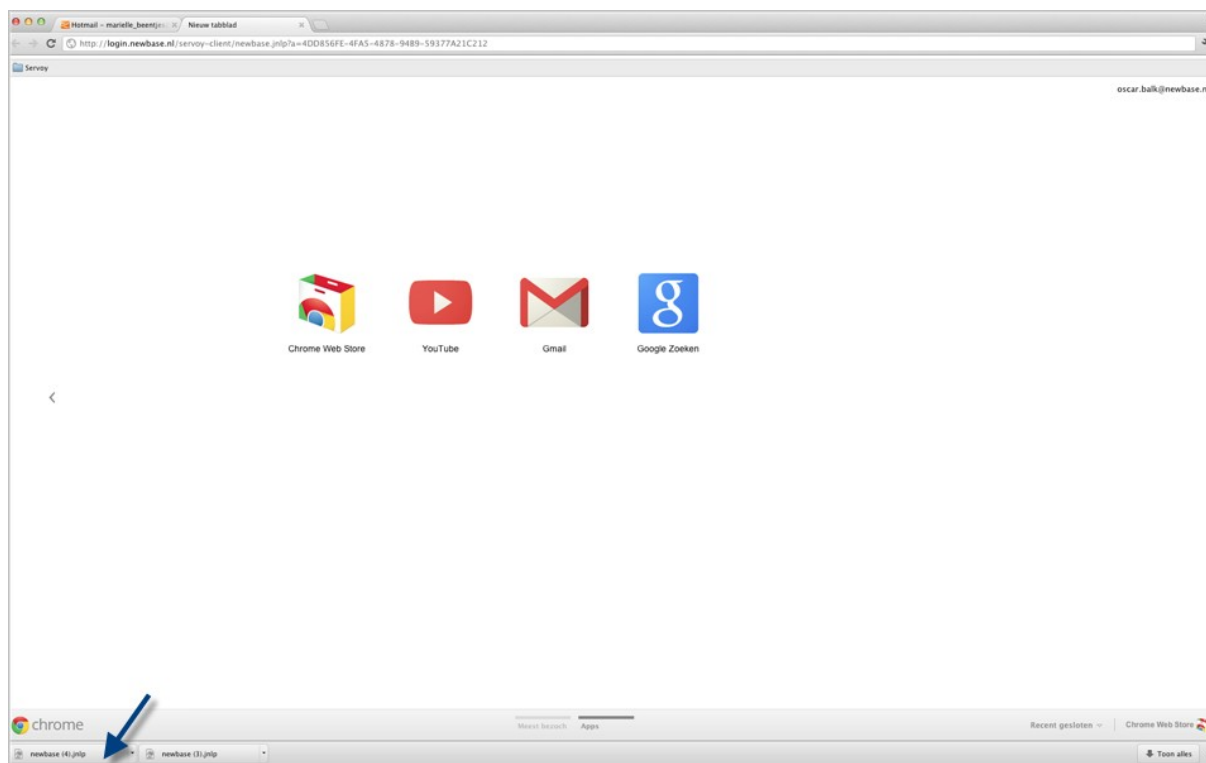 Hotmail - marielle_beentjes
Nieuw tabblad
http://login.newbase.nl/servoy-client/newbase.jnlp?a=4DD856FE-4FA5-4878-9489-59377A21C212
Servoy
oscar.balk@newbase.n
Chrome Web Store
YouTube
Gmail
Google Zoeken
chrome
Meest bezocht
Apps
Recent gesloten
Chrome Web Store
newbase (4).jnlp
newbase (3).jnlp
Toon alles